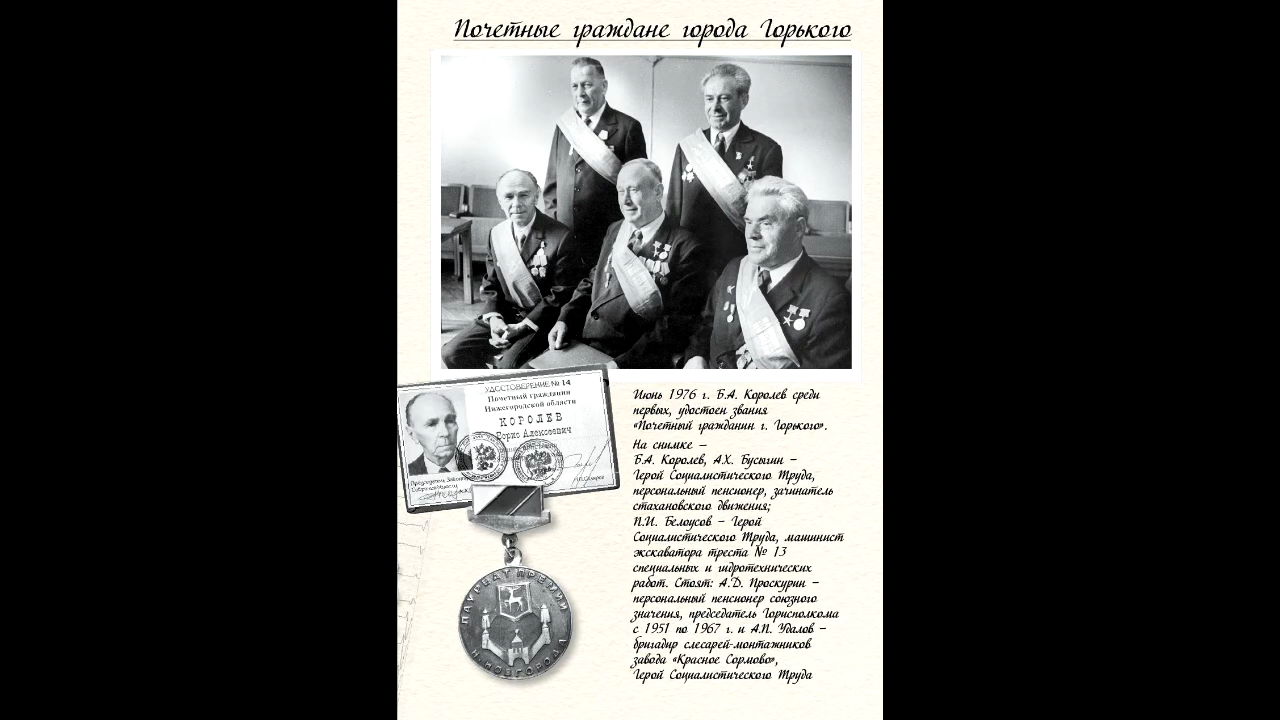 Почетные граждане города Горького
УДОСТОВЕРЕНИЕ № 14
Почетный гражданин
Нижегородской области
КОРОЛЕВ
Борис Алексеевич
Июнь 1976 г. Б.А. Королев среди
первых, удостоен звания
«Почетный гражданин г. Горького».
На снимке –
Б.А. Королев, А.Х. Бусыгин –
Герой Социалистического Труда,
персональный пенсионер, зачинатель
стахановского движения;
П.И. Белоусов – Герой
Социалистического Труда, машинист
экскаватора треста № 13
специальных и гидротехнических
работ. Стоят: А.Д. Проскурин –
персональный пенсионер союзного
значения, председатель Горисполкома
с 1951 по 1967 г. и А.П. Удалов –
бригадир слесарей-монтажников
завода «Красное Сормово»,
Герой Социалистического Труда
ЛАУРЕАТ ПРЕМИИ
Н.НОВГОРОДА